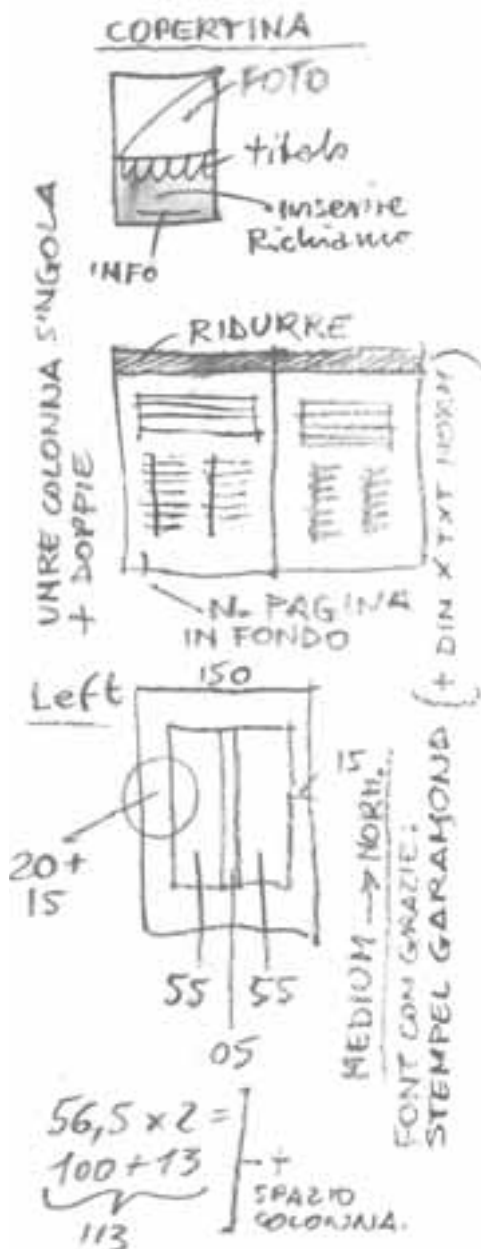 COPERTINA
FOTO
titolo
inserire
Richiamo
INFO
UNIRE COLONNA SINGOLA
+ DOPPIE
RIDURRE
N. PAGINA
IN FONDO
(+ DIN X TXT NORM)
Left
150
15
20+
15
55 55
05
MEDIUM → NORM.
FONT CON GRAZIE:
STEMPEL GARAMOND
56,5 x 2 =
100 + 13
113
+
SPAZIO
COLONNA.